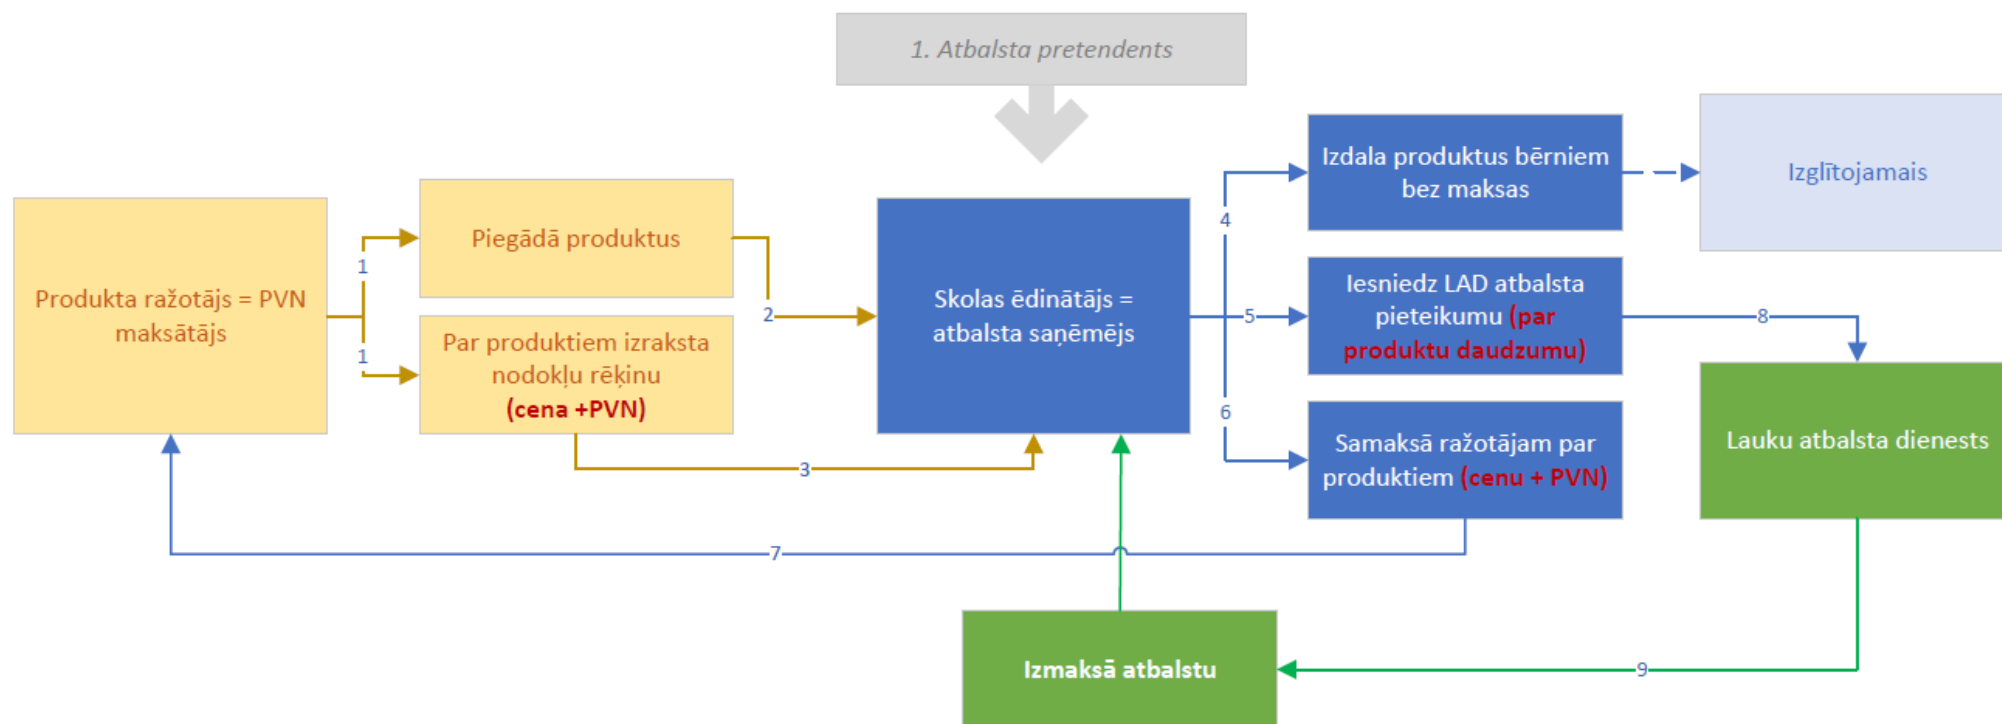 1. Atbalsta pretendents
Produkta ražotājs = PVN
maksātājs
1
1
Piegādā produktus
Par produktiem izraksta
nodokļu rēķinu
(cena +PVN)
2
3
Skolas ēdinātājs =
atbalsta saņēmējs
4
5
6
Izdala produktus bērniem
bez maksas
Iesniedz LAD atbalsta
pieteikumu (par
produktu daudzumu)
Samaksā ražotājam par
produktiem (cenu + PVN)
7
Izglītojamais
8
Lauku atbalsta dienests
9
Izmaksā atbalstu